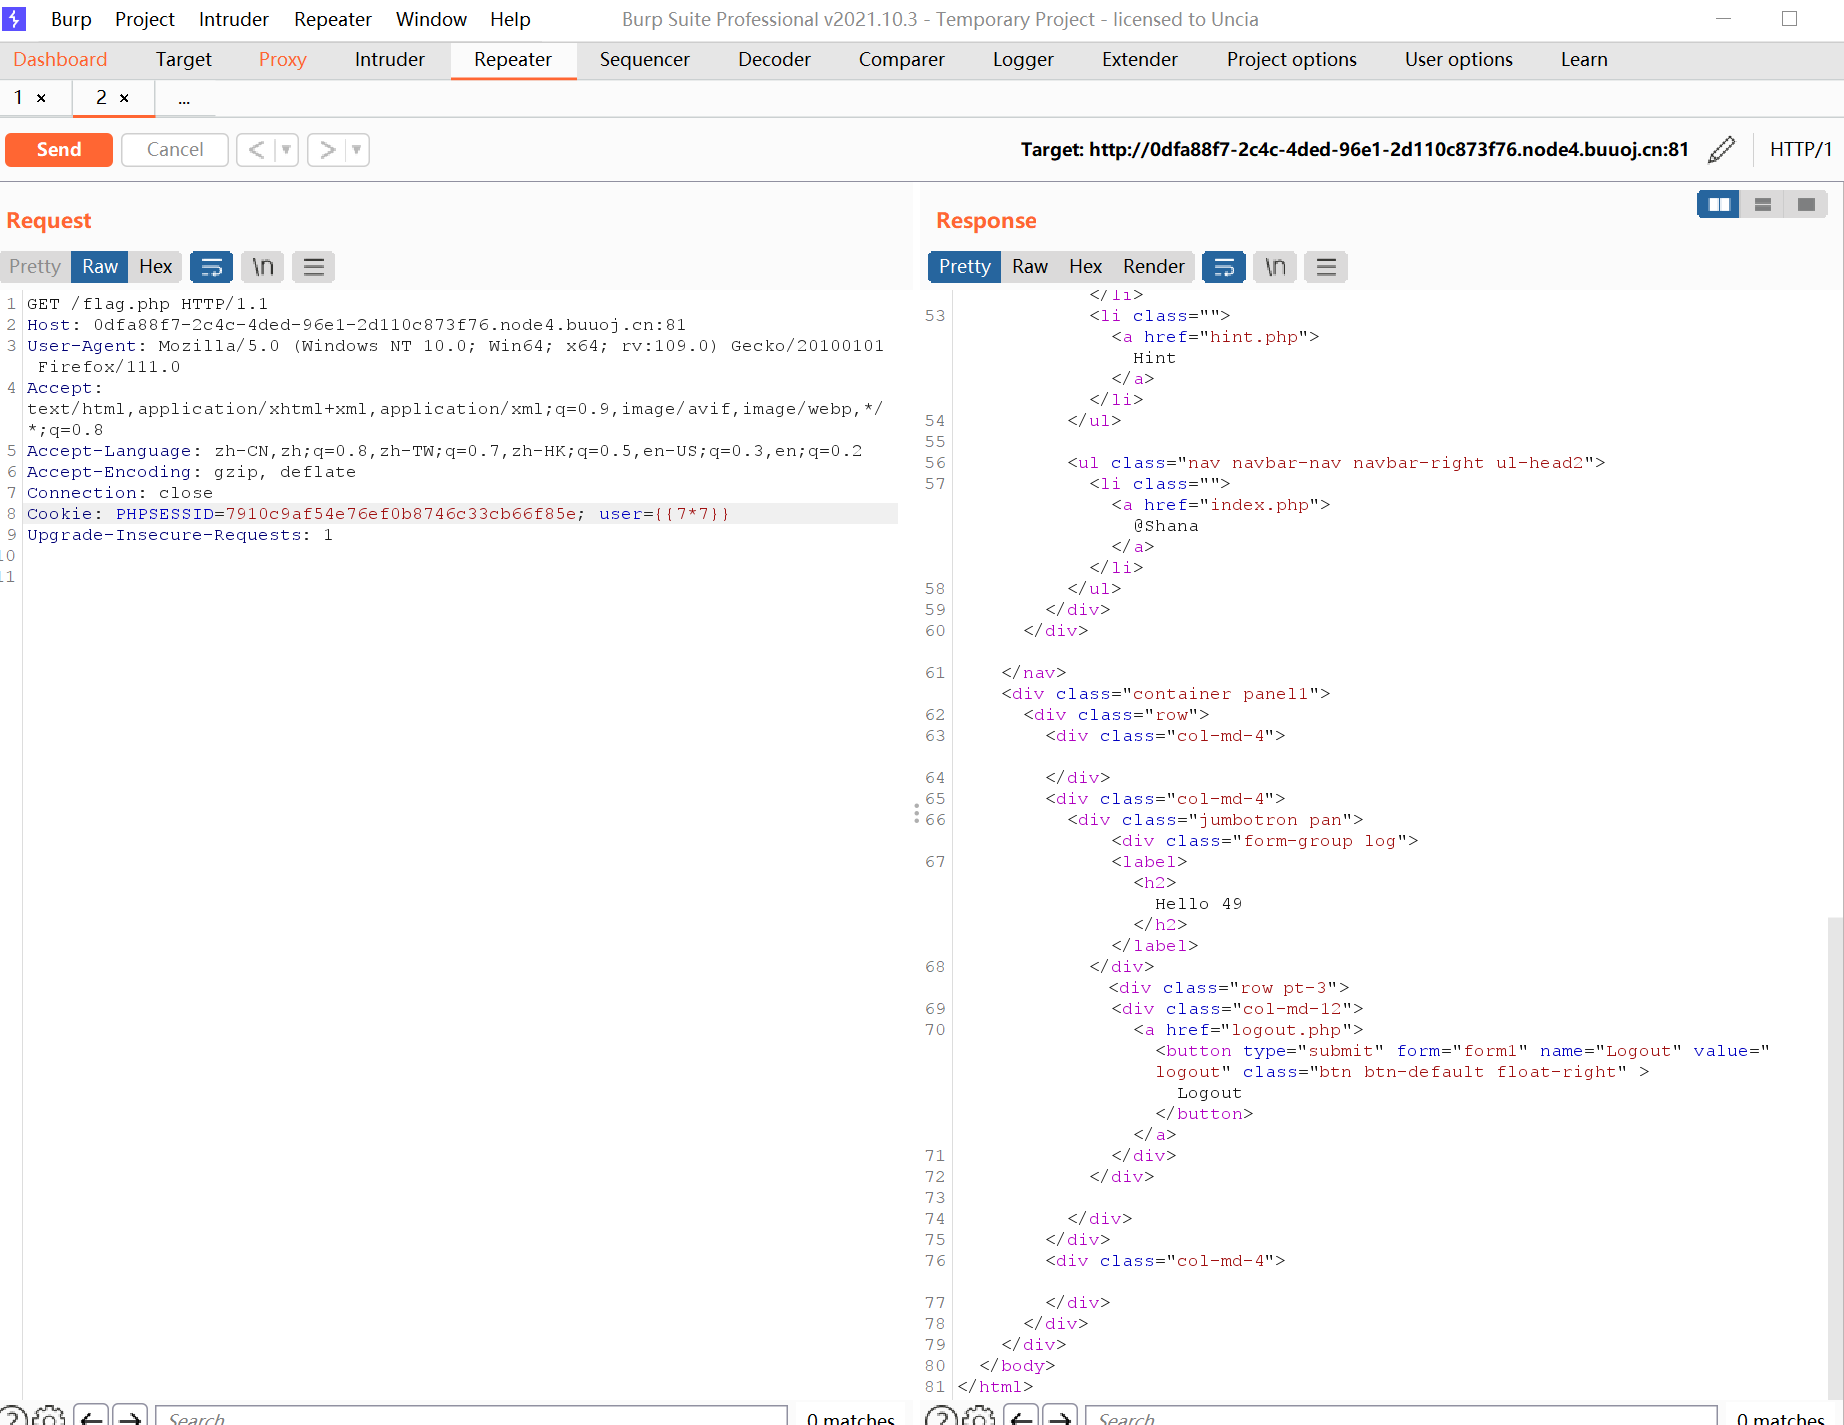 Burp Project Intruder Repeater Window Help Burp Suite Professional v2021.10.3 - Temporary Project - licensed to Uncia
Dashboard Target Proxy Intruder Repeater Sequencer Decoder Comparer Logger Extender Project options User options Learn
1 × 2 × ...
Send Cancel < > Target: http://0dfa88f7-2c4c-4ded-96e1-2d110c873f76.node4.buuoj.cn:81 HTTP/1
Request
Pretty Raw Hex \n
1 GET /flag.php HTTP/1.1
2 Host: 0dfa88f7-2c4c-4ded-96e1-2d110c873f76.node4.buuoj.cn:81
3 User-Agent: Mozilla/5.0 (Windows NT 10.0; Win64; x64; rv:109.0) Gecko/20100101
Firefox/111.0
4 Accept:
text/html,application/xhtml+xml,application/xml;q=0.9,image/avif,image/webp,*/
*;q=0.8
5 Accept-Language: zh-CN,zh;q=0.8,zh-TW;q=0.7,zh-HK;q=0.5,en-US;q=0.3,en;q=0.2
6 Accept-Encoding: gzip, deflate
7 Connection: close
8 Cookie: PHPSESSID=7910c9af54e76ef0b8746c33cb66f85e; user={{7*7}}
9 Upgrade-Insecure-Requests: 1
10
11
Search 0 matches
Response
Pretty Raw Hex Render \n
</li>
53 <li class="">
<a href="hint.php">
Hint
</a>
</li>
54 </ul>
55
56 <ul class="nav navbar-nav navbar-right ul-head2">
57 <li class="">
<a href="index.php">
@Shana
</a>
</li>
58 </ul>
59 </div>
60 </div>
61 </nav>
<div class="container panel1">
62 <div class="row">
63 <div class="col-md-4">
64 </div>
65 <div class="col-md-4">
66 <div class="jumbotron pan">
<div class="form-group log">
67 <label>
<h2>
Hello 49
</h2>
</label>
68 </div>
<div class="row pt-3">
69 <div class="col-md-12">
70 <a href="logout.php">
<button type="submit" form="form1" name="Logout" value="
logout" class="btn btn-default float-right" >
Logout
</button>
</a>
71 </div>
72 </div>
73
74 </div>
75 </div>
76 <div class="col-md-4">
77 </div>
78 </div>
79 </div>
80 </body>
81 </html>
Search 0 matches